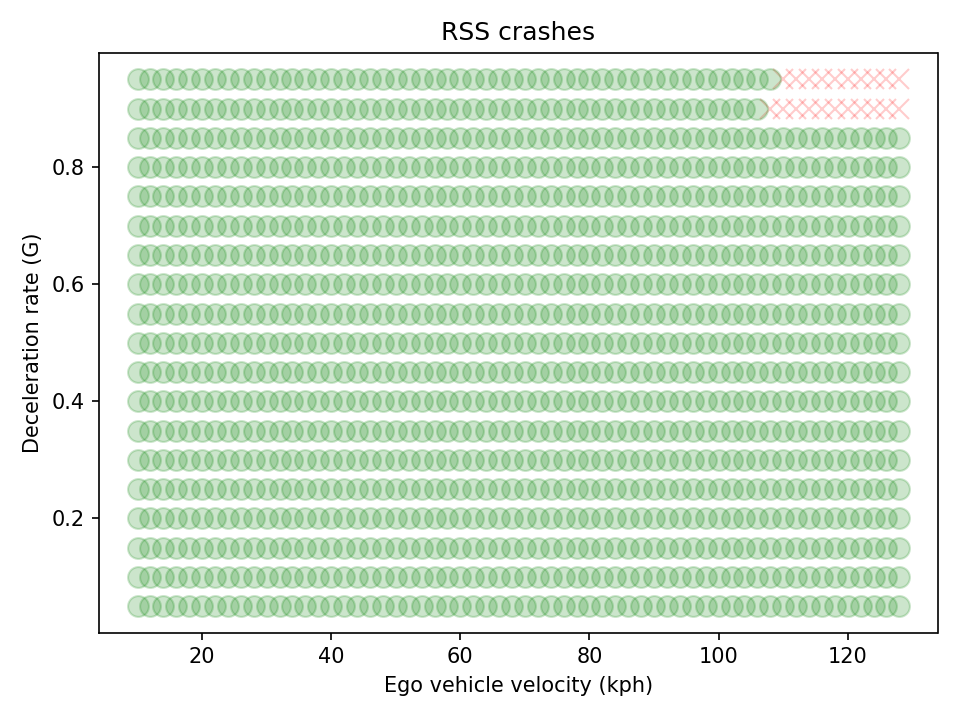 RSS crashes
Deceleration rate (G)
0.8
0.6
0.4
0.2
20 40 60 80 100 120
Ego vehicle velocity (kph)